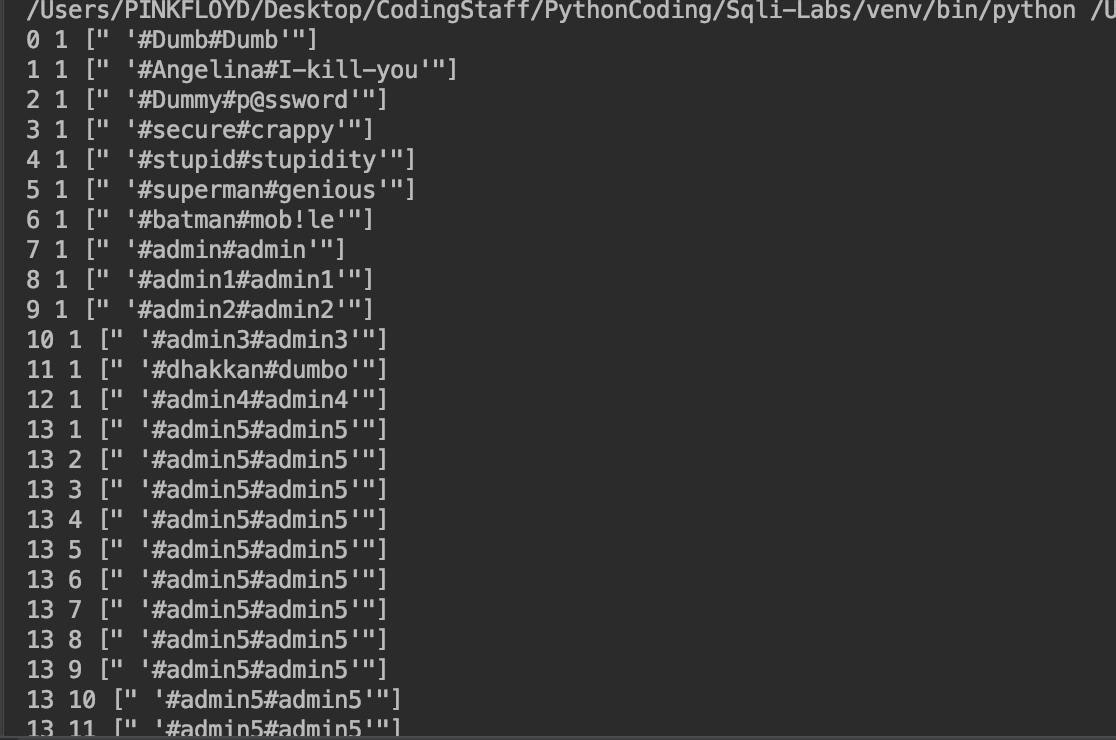 /Users/PINKFLOYD/Desktop/CodingStaff/PythonCoding/Sqli-Labs/venv/bin/python /U
0 1 [" '#Dumb#Dumb'"]
1 1 [" '#Angelina#I-kill-you'"]
2 1 [" '#Dummy#p@ssword'"]
3 1 [" '#secure#crappy'"]
4 1 [" '#stupid#stupidity'"]
5 1 [" '#superman#genious'"]
6 1 [" '#batman#mob!le'"]
7 1 [" '#admin#admin'"]
8 1 [" '#admin1#admin1'"]
9 1 [" '#admin2#admin2'"]
10 1 [" '#admin3#admin3'"]
11 1 [" '#dhakkan#dumbo'"]
12 1 [" '#admin4#admin4'"]
13 1 [" '#admin5#admin5'"]
13 2 [" '#admin5#admin5'"]
13 3 [" '#admin5#admin5'"]
13 4 [" '#admin5#admin5'"]
13 5 [" '#admin5#admin5'"]
13 6 [" '#admin5#admin5'"]
13 7 [" '#admin5#admin5'"]
13 8 [" '#admin5#admin5'"]
13 9 [" '#admin5#admin5'"]
13 10 [" '#admin5#admin5'"]
13 11 [" '#admin5#admin5'"]